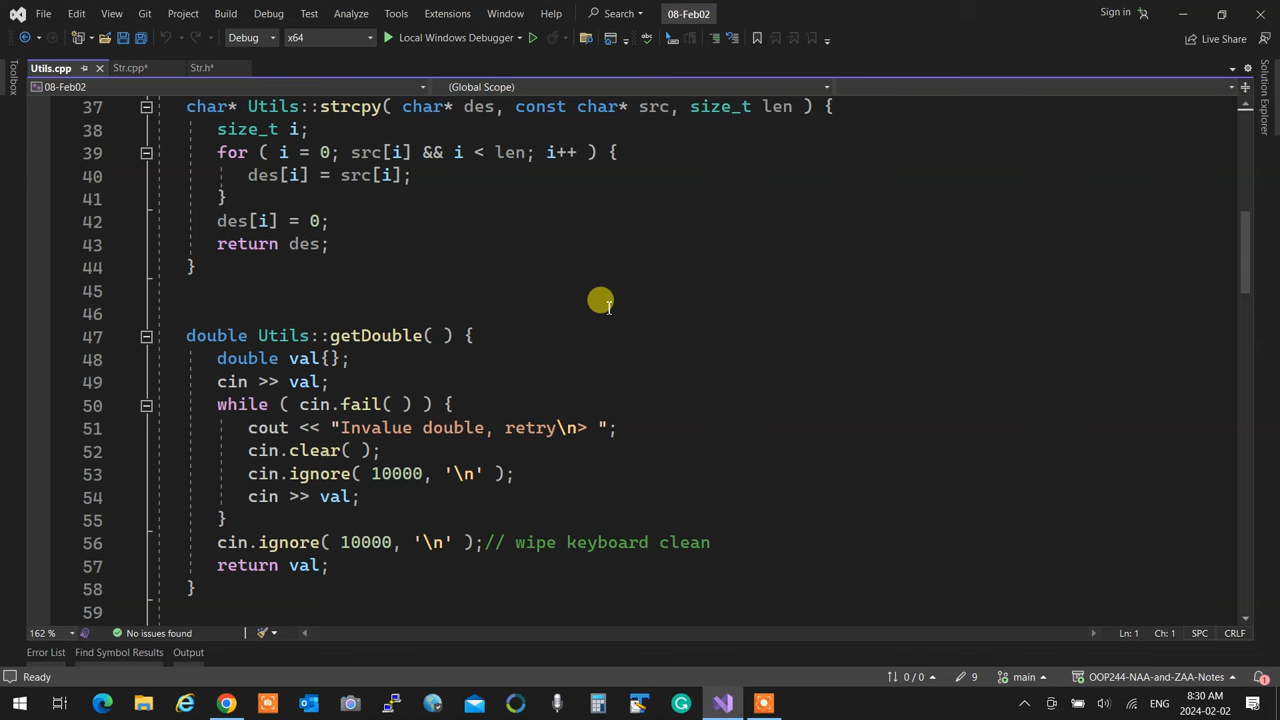 File Edit View Git Project Build Debug Test Analyze Tools Extensions Window Help Search 08-Feb02 Sign in
Debug x64 Local Windows Debugger Live Share
Toolbox
Utils.cpp Str.cpp* Str.h*
08-Feb02 (Global Scope)
Solution Explorer
37 char* Utils::strcpy( char* des, const char* src, size_t len ) {
38 size_t i;
39 for ( i = 0; src[i] && i < len; i++ ) {
40 des[i] = src[i];
41 }
42 des[i] = 0;
43 return des;
44 }
45
46
47 double Utils::getDouble( ) {
48 double val{};
49 cin >> val;
50 while ( cin.fail( ) ) {
51 cout << "Invalue double, retry\n> ";
52 cin.clear( );
53 cin.ignore( 10000, '\n' );
54 cin >> val;
55 }
56 cin.ignore( 10000, '\n' );// wipe keyboard clean
57 return val;
58 }
59
162 % No issues found Ln: 1 Ch: 1 SPC CRLF
Error List Find Symbol Results Output
Ready 0 / 0 9 main OOP244-NAA-and-ZAA-Notes 1
ENG 8:30 AM
2024-02-02 1